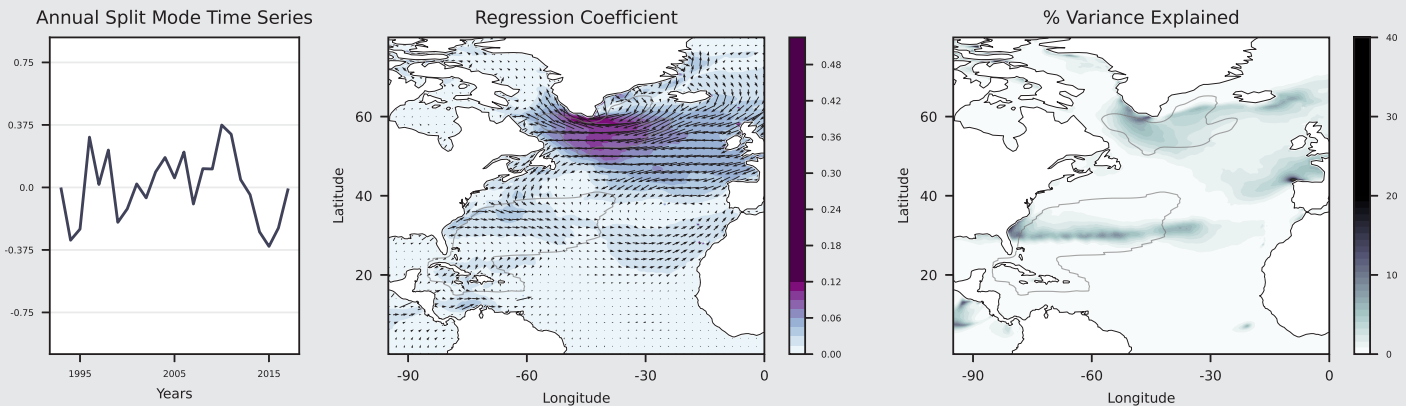 Annual Split Mode Time Series
0.75
0.375
0.0
-0.375
-0.75
1995 2005 2015
Years
Regression Coefficient
Latitude
60
40
20
-90 -60 -30 0
Longitude
0.48
0.42
0.36
0.30
0.24
0.18
0.12
0.06
0.00
% Variance Explained
Latitude
60
40
20
-90 -60 -30 0
Longitude
40
30
20
10
0